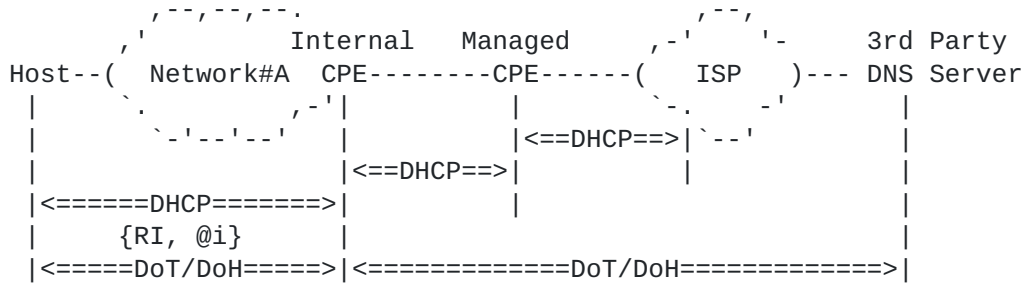 ,--,--,--.                             ,--,
       ,'          Internal   Managed     ,-'    '-     3rd Party
Host--(  Network#A  CPE--------CPE------(   ISP   )--- DNS Server
 |     `.         ,-'|          |         `-.    -'       |
 |       `-'--'--'   |          |<==DHCP==>|`--'          |
 |                   |<==DHCP==>|          |              |
 |<======DHCP=======>|          |                         |
 |     {RI, @i}      |                                    |
 |<=====DoT/DoH=====>|<=============DoT/DoH==============>|